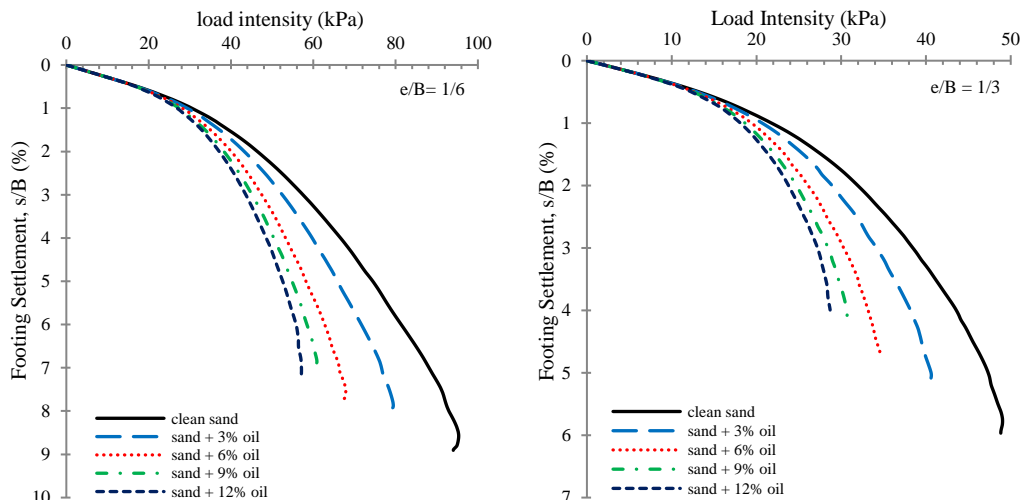 load intensity (kPa)
0 20 40 60 80 100
0
1
2
3
4
5
6
7
8
9
10
Footing Settlement, s/B (%)
e/B= 1/6
clean sand
sand + 3% oil
sand + 6% oil
sand + 9% oil
sand + 12% oil
Load Intensity (kPa)
0 10 20 30 40 50
0
1
2
3
4
5
6
7
Footing Settlement, s/B (%)
e/B = 1/3
clean sand
sand + 3% oil
sand + 6% oil
sand + 9% oil
sand + 12% oil